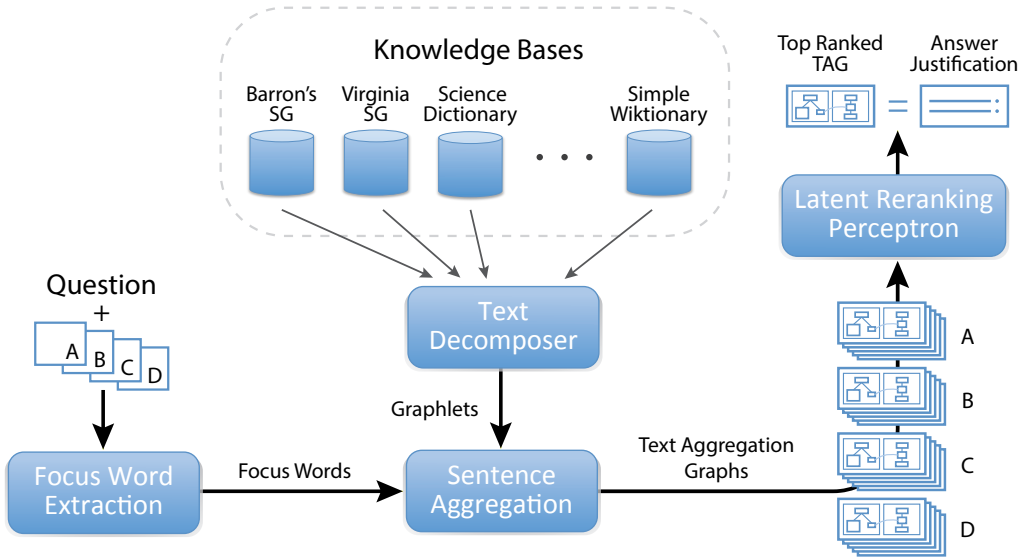 Knowledge Bases
Barron's
SG
Virginia
SG
Science
Dictionary
• • •
Simple
Wiktionary
Top Ranked
TAG
=
Answer
Justification
Latent Reranking
Perceptron
Question
+
A
B
C
D
Text
Decomposer
Graphlets
Focus Word
Extraction
Focus Words
Sentence
Aggregation
Text Aggregation
Graphs
A
B
C
D